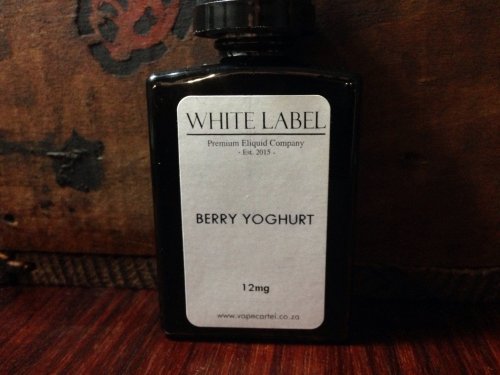 WHITE LABEL
Premium Eliquid Company
- Est. 2015 -
BERRY YOGHURT
12mg
www.vapecartel.co.za